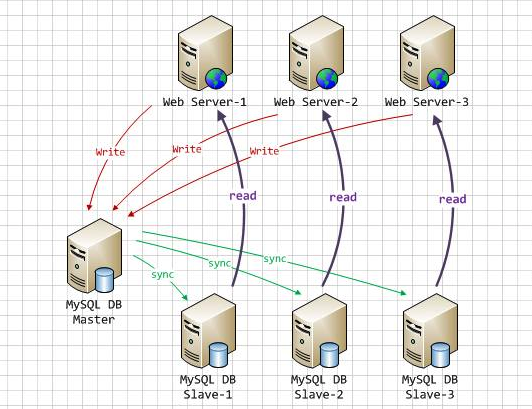 Web Server-1
Web Server-2
Web Server-3
Write
Write
Write
read
read
read
sync
sync
sync
MySQL DB
Master
MySQL DB
Slave-1
MySQL DB
Slave-2
MySQL DB
Slave-3